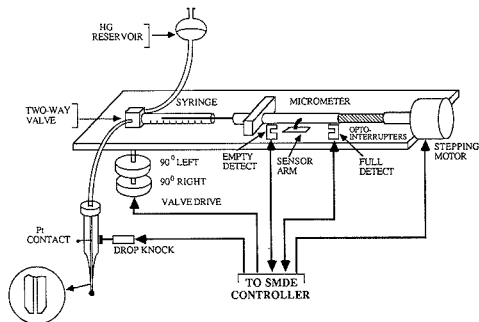 HG
RESERVOIR
TWO-WAY
VALVE
SYRINGE
MICROMETER
OPTO-
INTERRUPTERS
STEPPING
MOTOR
EMPTY
DETECT
SENSOR
ARM
FULL
DETECT
90° LEFT
90° RIGHT
VALVE DRIVE
Pt
CONTACT
DROP KNOCK
TO SMDE
CONTROLLER